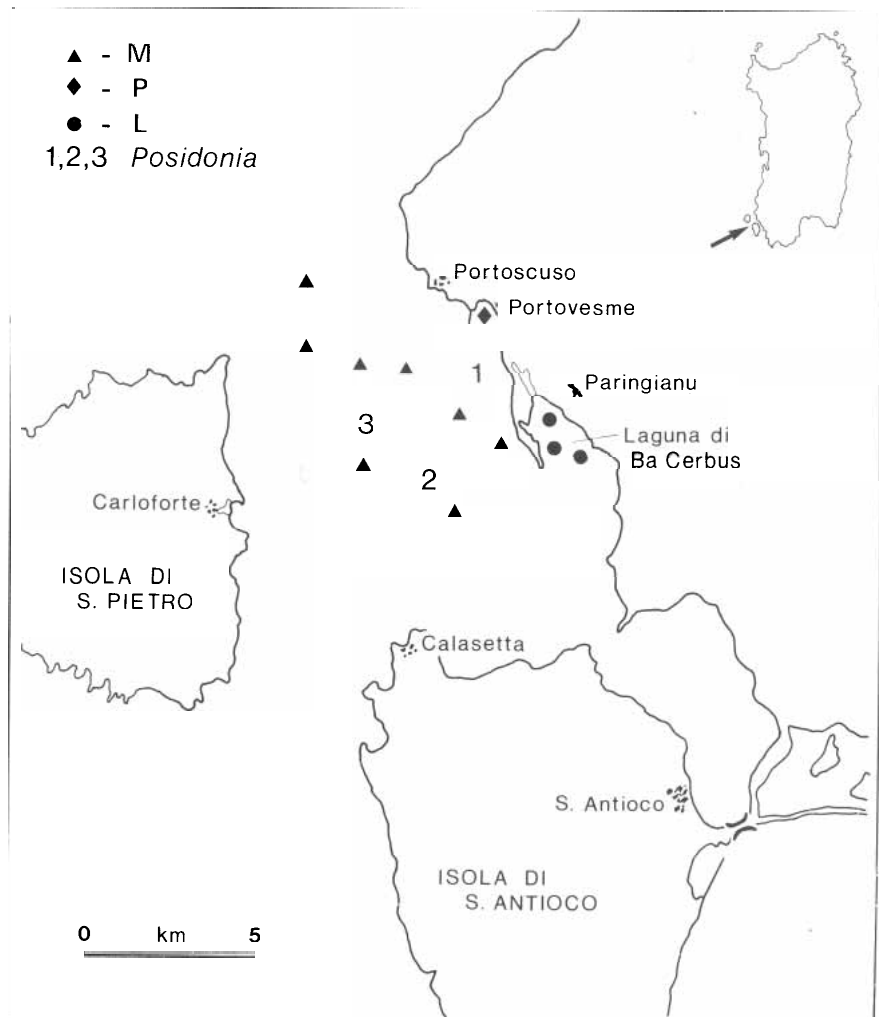 - M
- P
- L
1,2,3 Posidonia
Portoscuso
Portovesme
1
Paringianu
3
Laguna di
Ba Cerbus
2
Carloforte
ISOLA DI
S. PIETRO
Calasetta
S. Antioco
ISOLA DI
S. ANTIOCO
0 km 5